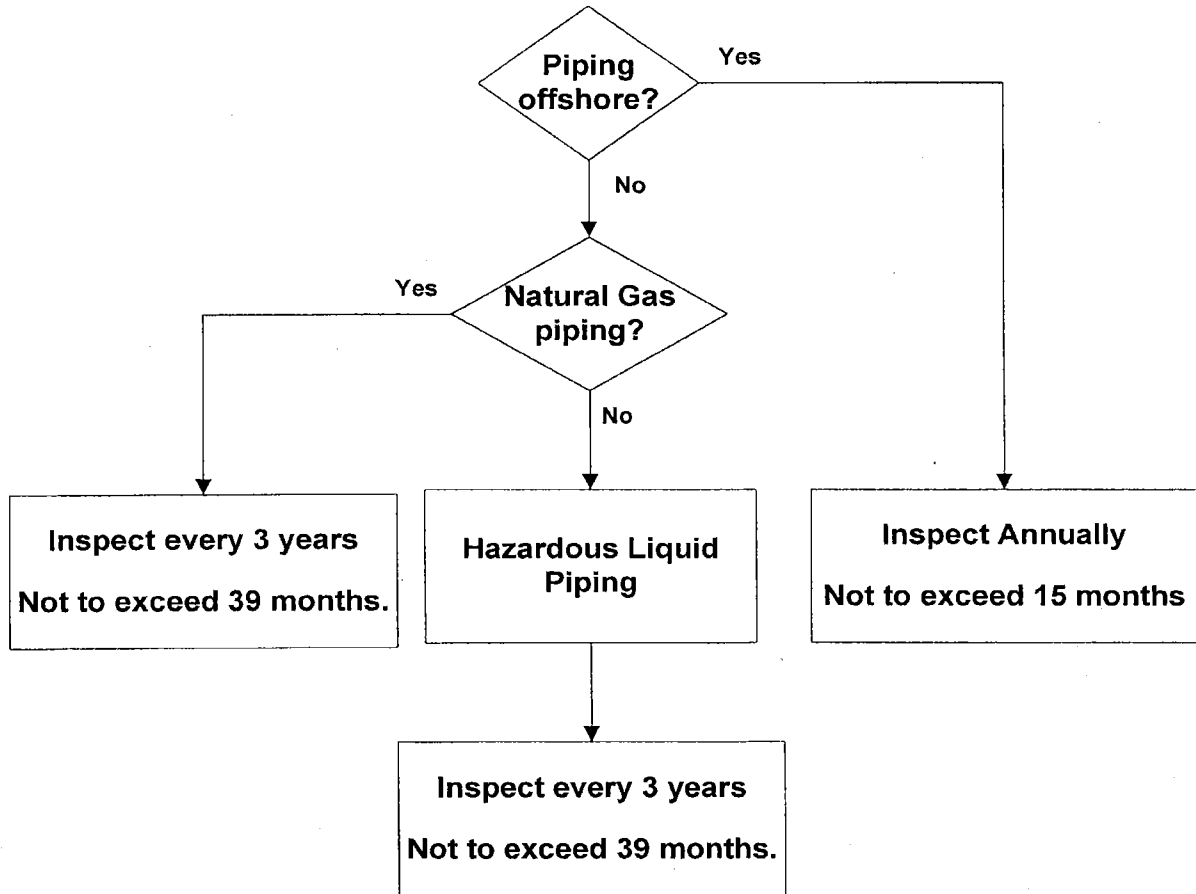 Piping
offshore?
Yes
No
Natural Gas
piping?
Yes
No
Inspect every 3 years
Not to exceed 39 months.
Hazardous Liquid
Piping
Inspect Annually
Not to exceed 15 months
Inspect every 3 years
Not to exceed 39 months.